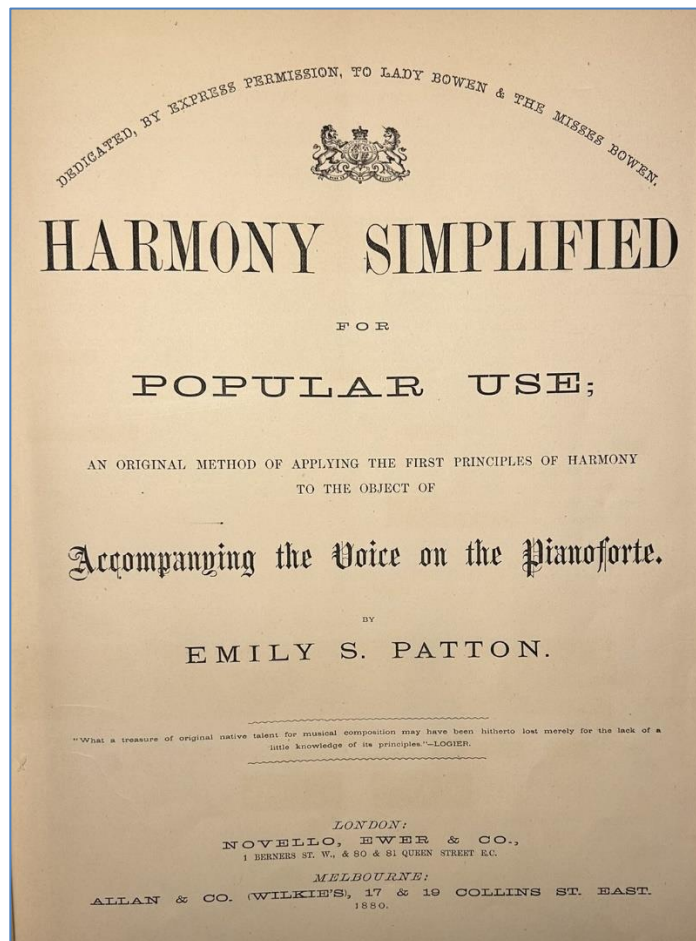 DEDICATED, BY EXPRESS PERMISSION, TO LADY BOWEN & THE MISSES BOWEN.
HARMONY SIMPLIFIED
FOR
POPULAR USE;
AN ORIGINAL METHOD OF APPLYING THE FIRST PRINCIPLES OF HARMONY
TO THE OBJECT OF
Accompanying the Voice on the Pianoforte.
BY
EMILY S. PATTON.
"What a treasure of original native talent for musical composition may have been hitherto lost merely for the lack of a
little knowledge of its principles."—LOGIER.
LONDON:
NOVELLO, EWER & CO.,
1 BERNERS ST. W., & 80 & 81 QUEEN STREET E.C.
MELBOURNE:
ALLAN & CO. (WILKIE'S), 17 & 19 COLLINS ST. EAST.
1880.